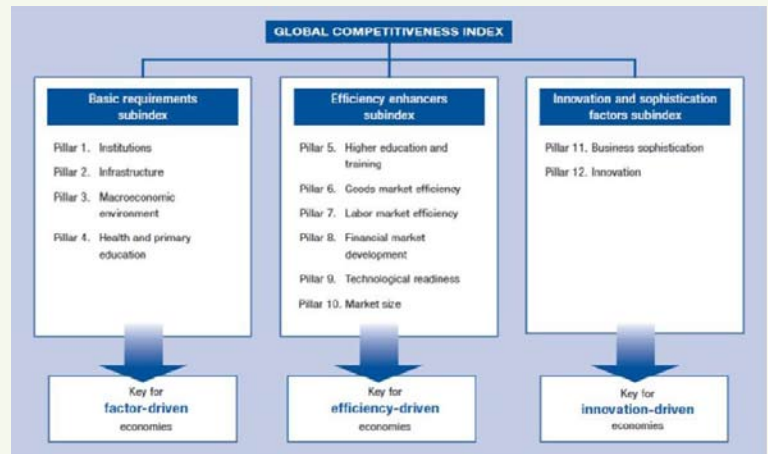 GLOBAL COMPETITIVENESS INDEX
Basic requirements
subindex
Pillar 1. Institutions
Pillar 2. Infrastructure
Pillar 3. Macroeconomic
environment
Pillar 4. Health and primary
education
Key for
factor-driven
economies
Efficiency enhancers
subindex
Pillar 5. Higher education and
training
Pillar 6. Goods market efficiency
Pillar 7. Labor market efficiency
Pillar 8. Financial market
development
Pillar 9. Technological readiness
Pillar 10. Market size
Key for
efficiency-driven
economies
Innovation and sophistication
factors subindex
Pillar 11. Business sophistication
Pillar 12. Innovation
Key for
innovation-driven
economies